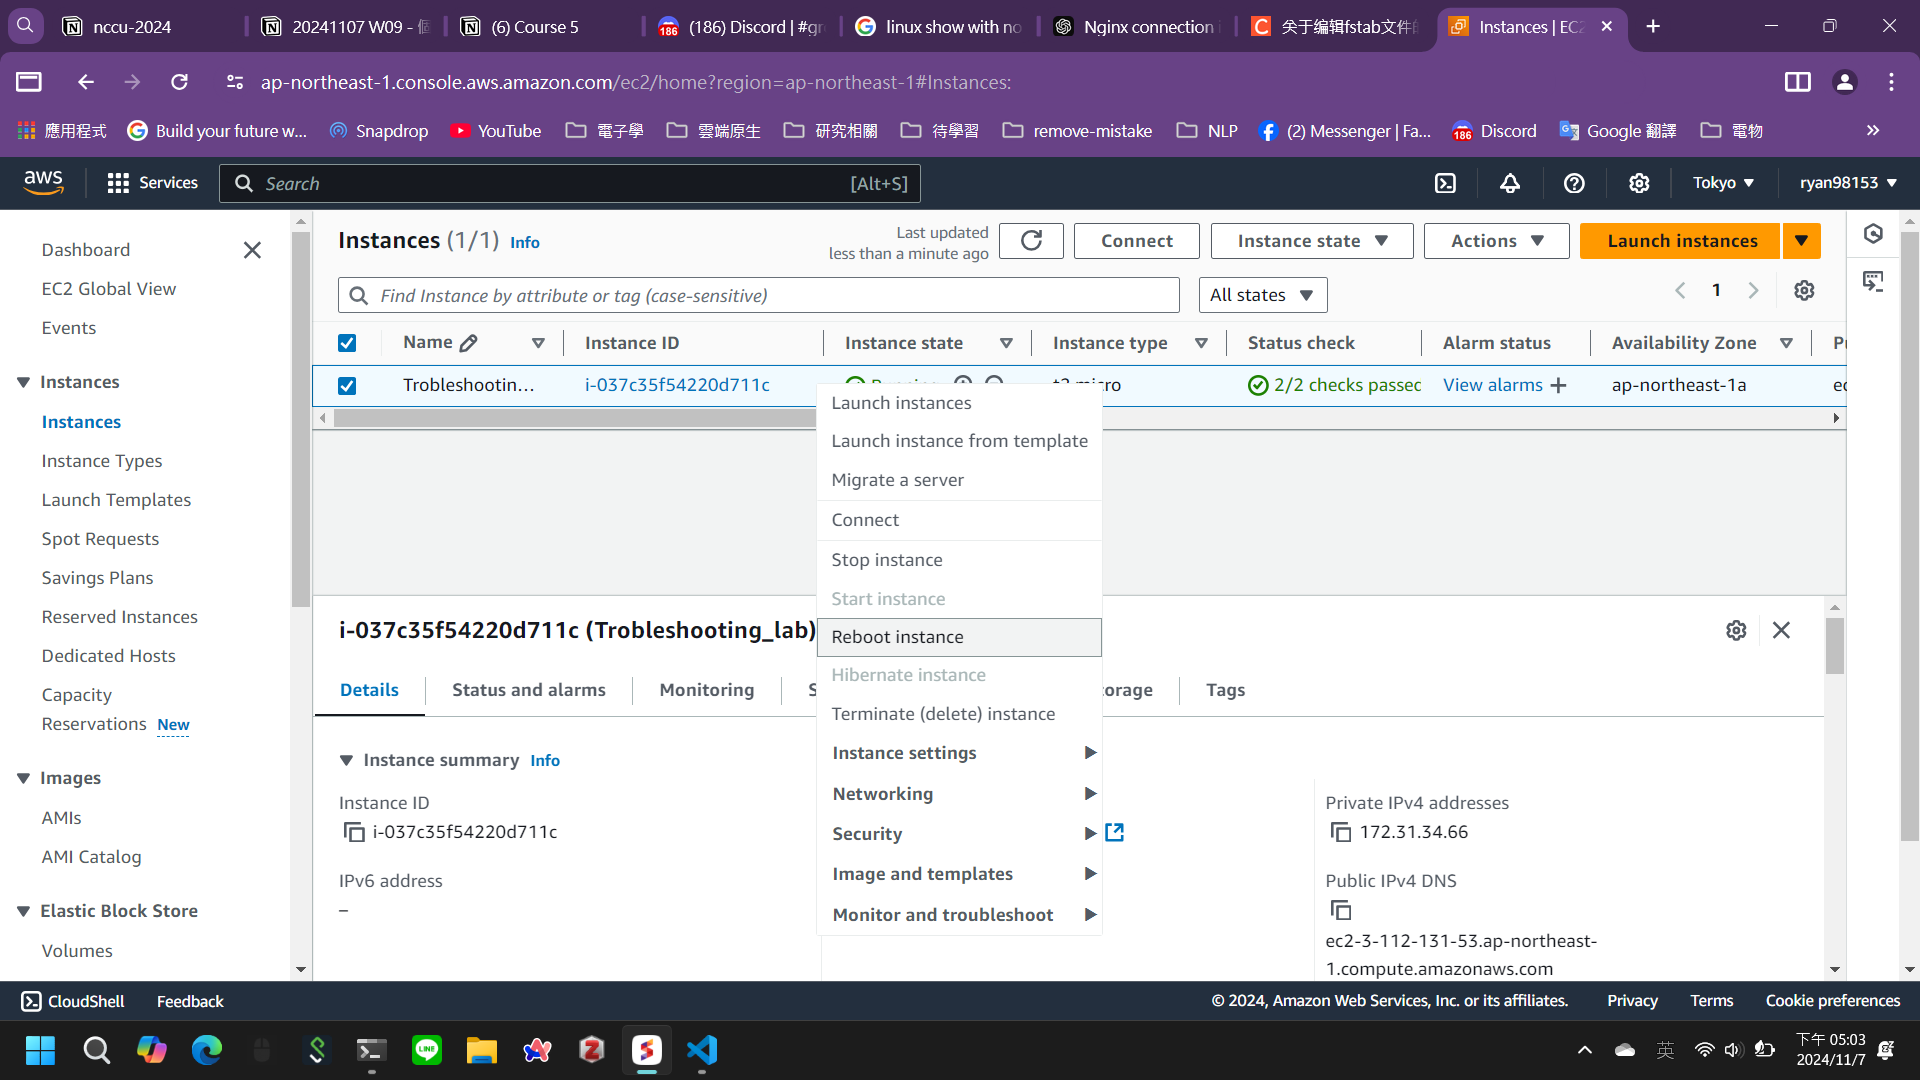 nccu-2024
20241107 W09 - 個
(6) Course 5
(186) Discord | #gr
linux show with no
Nginx connection i
关于编辑fstab文件的
Instances | EC2
ap-northeast-1.console.aws.amazon.com/ec2/home?region=ap-northeast-1#Instances:
應用程式
Build your future w...
Snapdrop
YouTube
電子學
雲端原生
研究相關
待學習
remove-mistake
NLP
(2) Messenger | Fa...
186
Discord
Google 翻譯
電物
aws
Services
Search
[Alt+S]
Tokyo
ryan98153
Dashboard
EC2 Global View
Events
Instances
Instances
Instance Types
Launch Templates
Spot Requests
Savings Plans
Reserved Instances
Dedicated Hosts
Capacity
Reservations New
Images
AMIs
AMI Catalog
Elastic Block Store
Volumes
Instances (1/1) Info
Last updated
less than a minute ago
Connect
Instance state
Actions
Launch instances
Find Instance by attribute or tag (case-sensitive)
All states
1
Name
Instance ID
Instance state
Instance type
Status check
Alarm status
Availability Zone
Trobleshootin...
i-037c35f54220d711c
2/2 checks passed
View alarms
ap-northeast-1a
Launch instances
Launch instance from template
Migrate a server
Connect
Stop instance
Start instance
Reboot instance
Hibernate instance
Terminate (delete) instance
Instance settings
Networking
Security
Image and templates
Monitor and troubleshoot
i-037c35f54220d711c (Trobleshooting_lab)
Details
Status and alarms
Monitoring
Tags
Instance summary Info
Instance ID
i-037c35f54220d711c
IPv6 address
–
Private IPv4 addresses
172.31.34.66
Public IPv4 DNS
ec2-3-112-131-53.ap-northeast-
1.compute.amazonaws.com
CloudShell
Feedback
© 2024, Amazon Web Services, Inc. or its affiliates.
Privacy
Terms
Cookie preferences
英
下午 05:03
2024/11/7